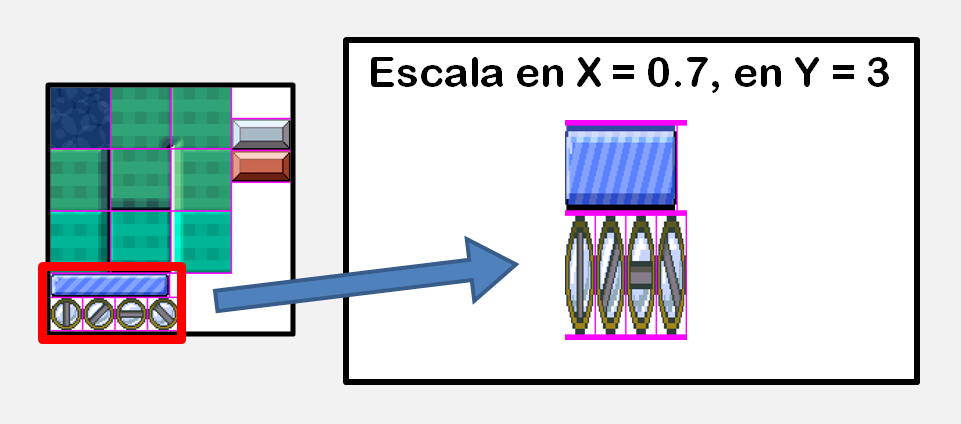 Escala en X = 0.7, en Y = 3